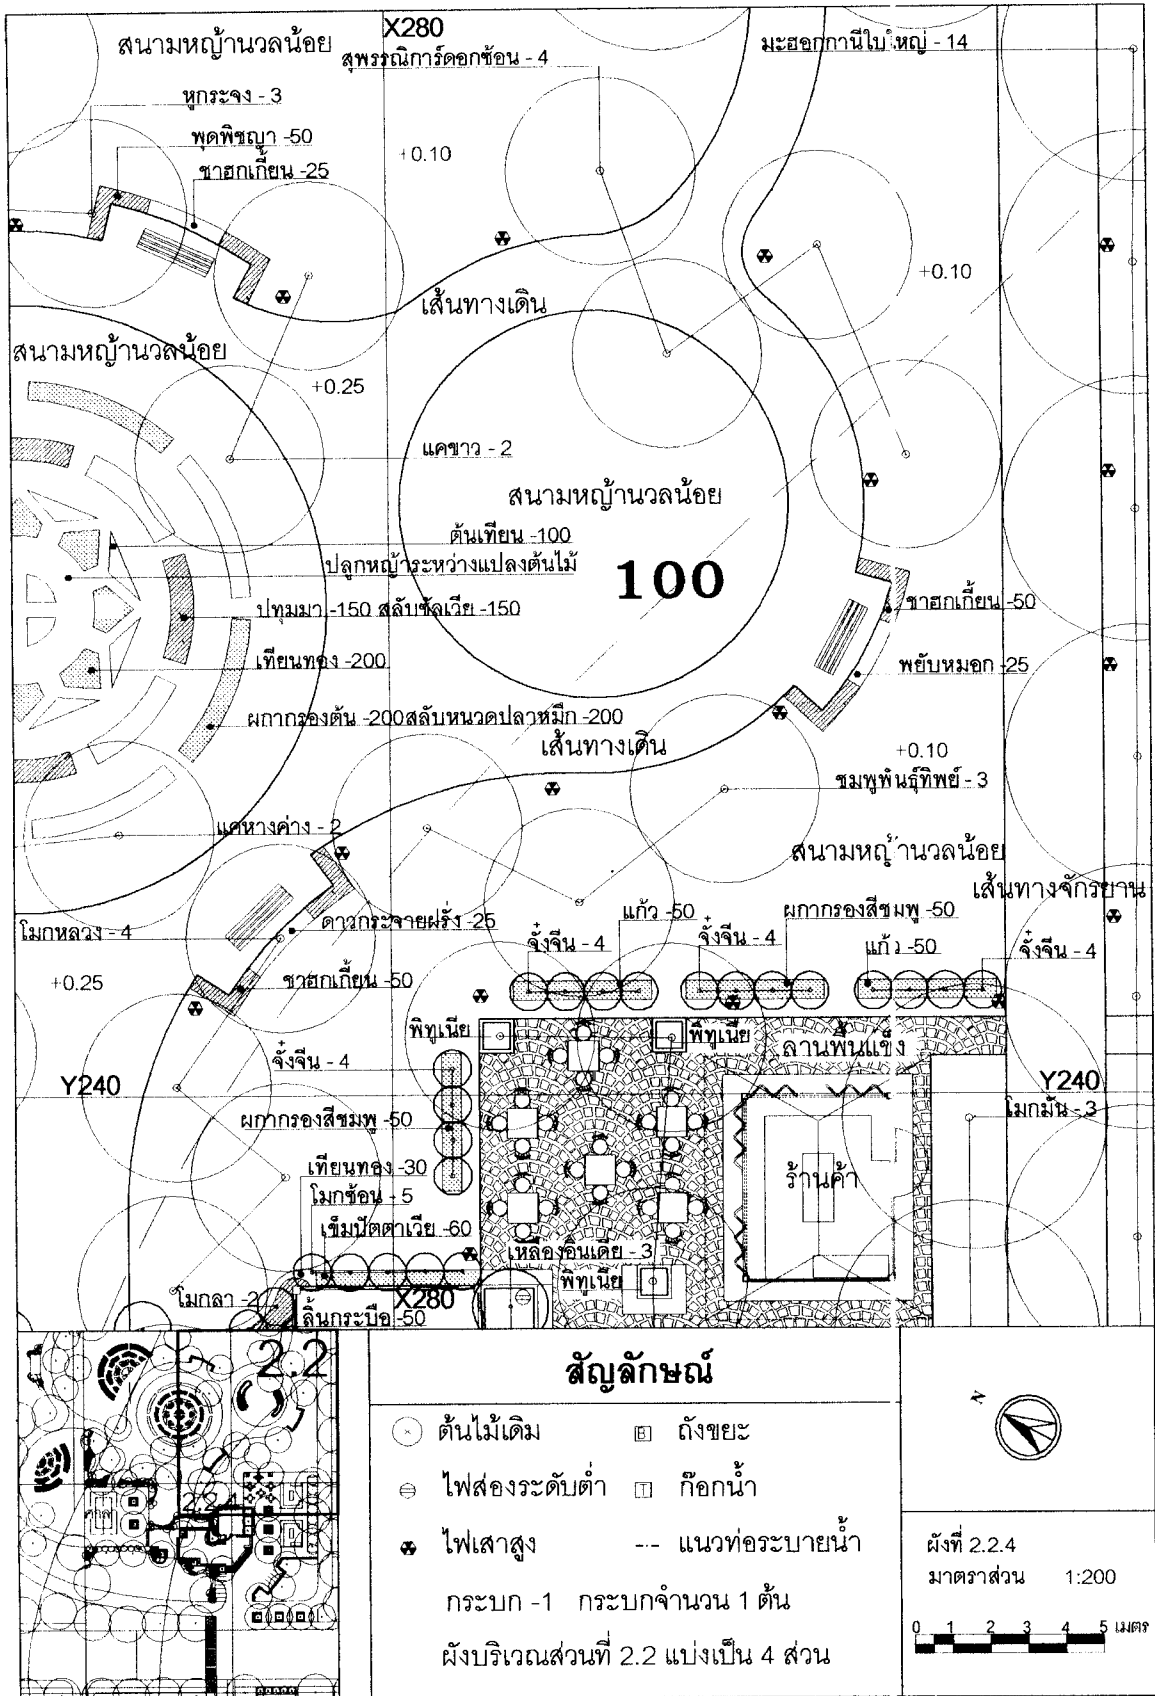 X280
สนามหญ้านวลน้อย
สุพรรณิการ์ดอกซ้อน - 4
มะฮอกกานีใบใหญ่ - 14
หูกระจง - 3
พุดพิชญา -50
ชาฮกเกี้ยน -25
+0.10
+0.10
เส้นทางเดิน
สนามหญ้านวลน้อย
+0.25
แคขาว - 2
สนามหญ้านวลน้อย
ต้นเทียน -100
ปลูกหญ้าระหว่างแปลงต้นไม้
100
ปทุมมา -150 สลับซัลเวีย -150
ชาฮกเกี้ยน -50
เทียนทอง -200
พยับหมอก -25
ผกากรองต้น -200สลับหนวดปลาหมึก -200
เส้นทางเดิน
+0.10
ชมพูพันธุ์ทิพย์ - 3
แคหางค่าง - 2
สนามหญ้านวลน้อย
เส้นทางจักรยาน
โมกหลวง - 4
ดาวกระจายฝรั่ง -25
แก้ว -50
ผกากรองสีชมพู -50
จั๋งจีน - 4
จั๋งจีน - 4
แก้ว -50
จั๋งจีน - 4
+0.25
ชาฮกเกี้ยน -50
พิทูเนีย
พิทูเนีย
ลานพื้นแข็ง
จั๋งจีน - 4
Y240
Y240
โมกมัน - 3
ผกากรองสีชมพู -50
เทียนทอง -30
ร้านค้า
โมกซ้อน - 5
เข็มปัตตาเวีย -60
เหลืองอินเดีย - 3
พิทูเนีย
โมกลา - 2
X280
ลิ้นกระบือ -50
2.2
2.2.4
สัญลักษณ์
ต้นไม้เดิม
B ถังขยะ
ไฟส่องระดับต่ำ
T ก๊อกน้ำ
ไฟเสาสูง
--- แนวท่อระบายน้ำ
กระบก -1 กระบกจำนวน 1 ต้น
ผังบริเวณส่วนที่ 2.2 แบ่งเป็น 4 ส่วน
N
ผังที่ 2.2.4
มาตราส่วน 1:200
0 1 2 3 4 5 เมตร